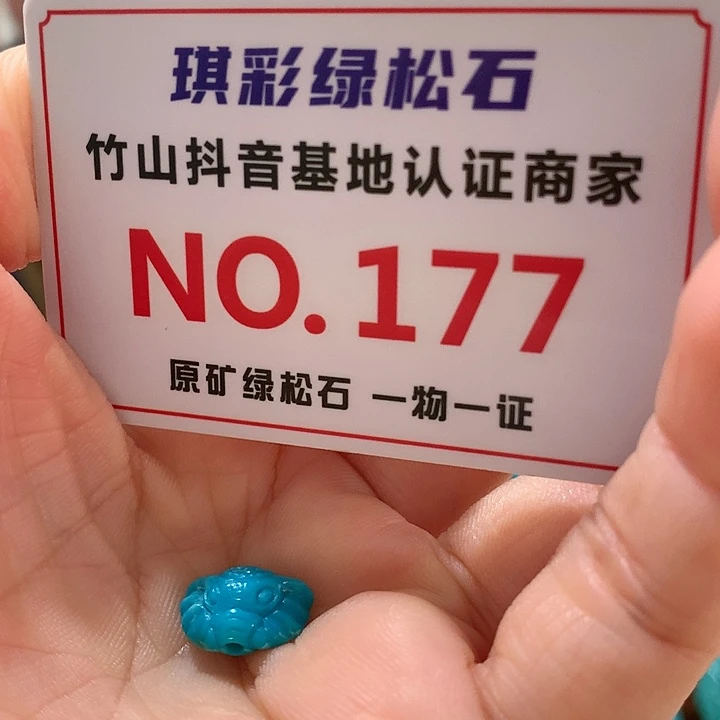 琪彩绿松石
竹山抖音基地认证商家
NO.177
原矿绿松石 一物一证